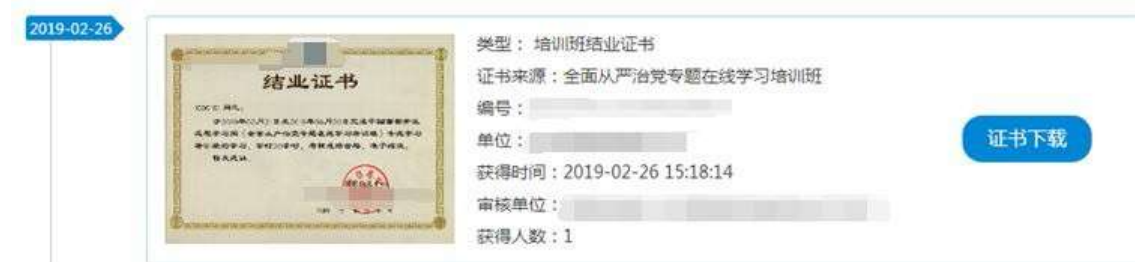 2019-02-26
结业证书
类型：培训班结业证书
证书来源：全面从严治党专题在线学习培训班
编号：
单位：
获得时间：2019-02-26 15:18:14
审核单位：
获得人数：1
证书下载